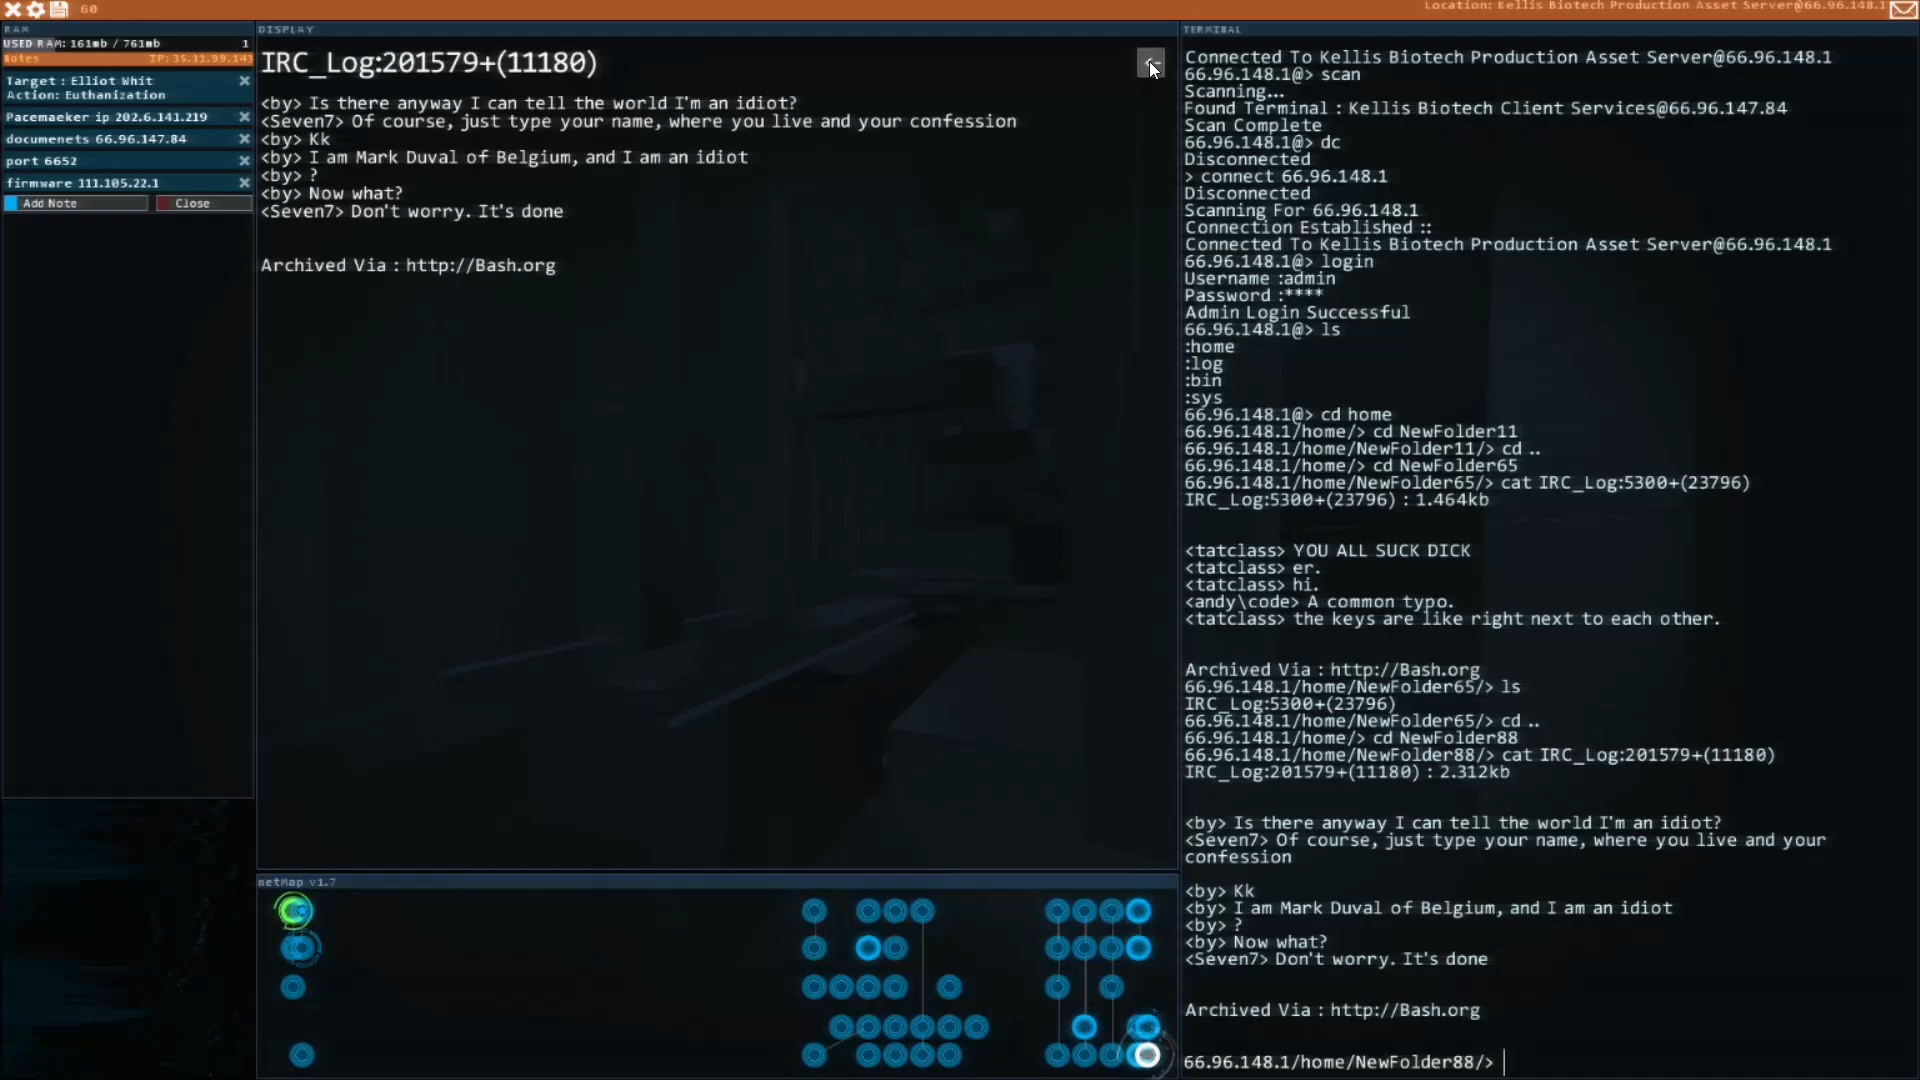 60
Location: Kellis Biotech Production Asset Server@66.96.148.1
RAM
USED RAM: 161mb / 761mb 1
Notes IP: 35.11.99.143
Target : Elliot Whit
Action: Euthanization
Pacemaeker ip 202.6.141.219
documenets 66.96.147.84
port 6652
firmware 111.105.22.1
Add Note
Close
DISPLAY
IRC_Log:201579+(11180)
<by> Is there anyway I can tell the world I'm an idiot?
<Seven7> Of course, just type your name, where you live and your confession
<by> Kk
<by> I am Mark Duval of Belgium, and I am an idiot
<by> ?
<by> Now what?
<Seven7> Don't worry. It's done
Archived Via : http://Bash.org
<-
netMap v1.7
TERMINAL
Connected To Kellis Biotech Production Asset Server@66.96.148.1
66.96.148.1@> scan
Scanning...
Found Terminal : Kellis Biotech Client Services@66.96.147.84
Scan Complete
66.96.148.1@> dc
Disconnected
> connect 66.96.148.1
Disconnected
Scanning For 66.96.148.1
Connection Established ::
Connected To Kellis Biotech Production Asset Server@66.96.148.1
66.96.148.1@> login
Username :admin
Password :****
Admin Login Successful
66.96.148.1@> ls
:home
:log
:bin
:sys
66.96.148.1@> cd home
66.96.148.1/home/> cd NewFolder11
66.96.148.1/home/NewFolder11/> cd ..
66.96.148.1/home/> cd NewFolder65
66.96.148.1/home/NewFolder65/> cat IRC_Log:5300+(23796)
IRC_Log:5300+(23796) : 1.464kb
<tatclass> YOU ALL SUCK DICK
<tatclass> er.
<tatclass> hi.
<andy\code> A common typo.
<tatclass> the keys are like right next to each other.
Archived Via : http://Bash.org
66.96.148.1/home/NewFolder65/> ls
IRC_Log:5300+(23796)
66.96.148.1/home/NewFolder65/> cd ..
66.96.148.1/home/> cd NewFolder88
66.96.148.1/home/NewFolder88/> cat IRC_Log:201579+(11180)
IRC_Log:201579+(11180) : 2.312kb
<by> Is there anyway I can tell the world I'm an idiot?
<Seven7> Of course, just type your name, where you live and your
confession
<by> Kk
<by> I am Mark Duval of Belgium, and I am an idiot
<by> ?
<by> Now what?
<Seven7> Don't worry. It's done
Archived Via : http://Bash.org
66.96.148.1/home/NewFolder88/>